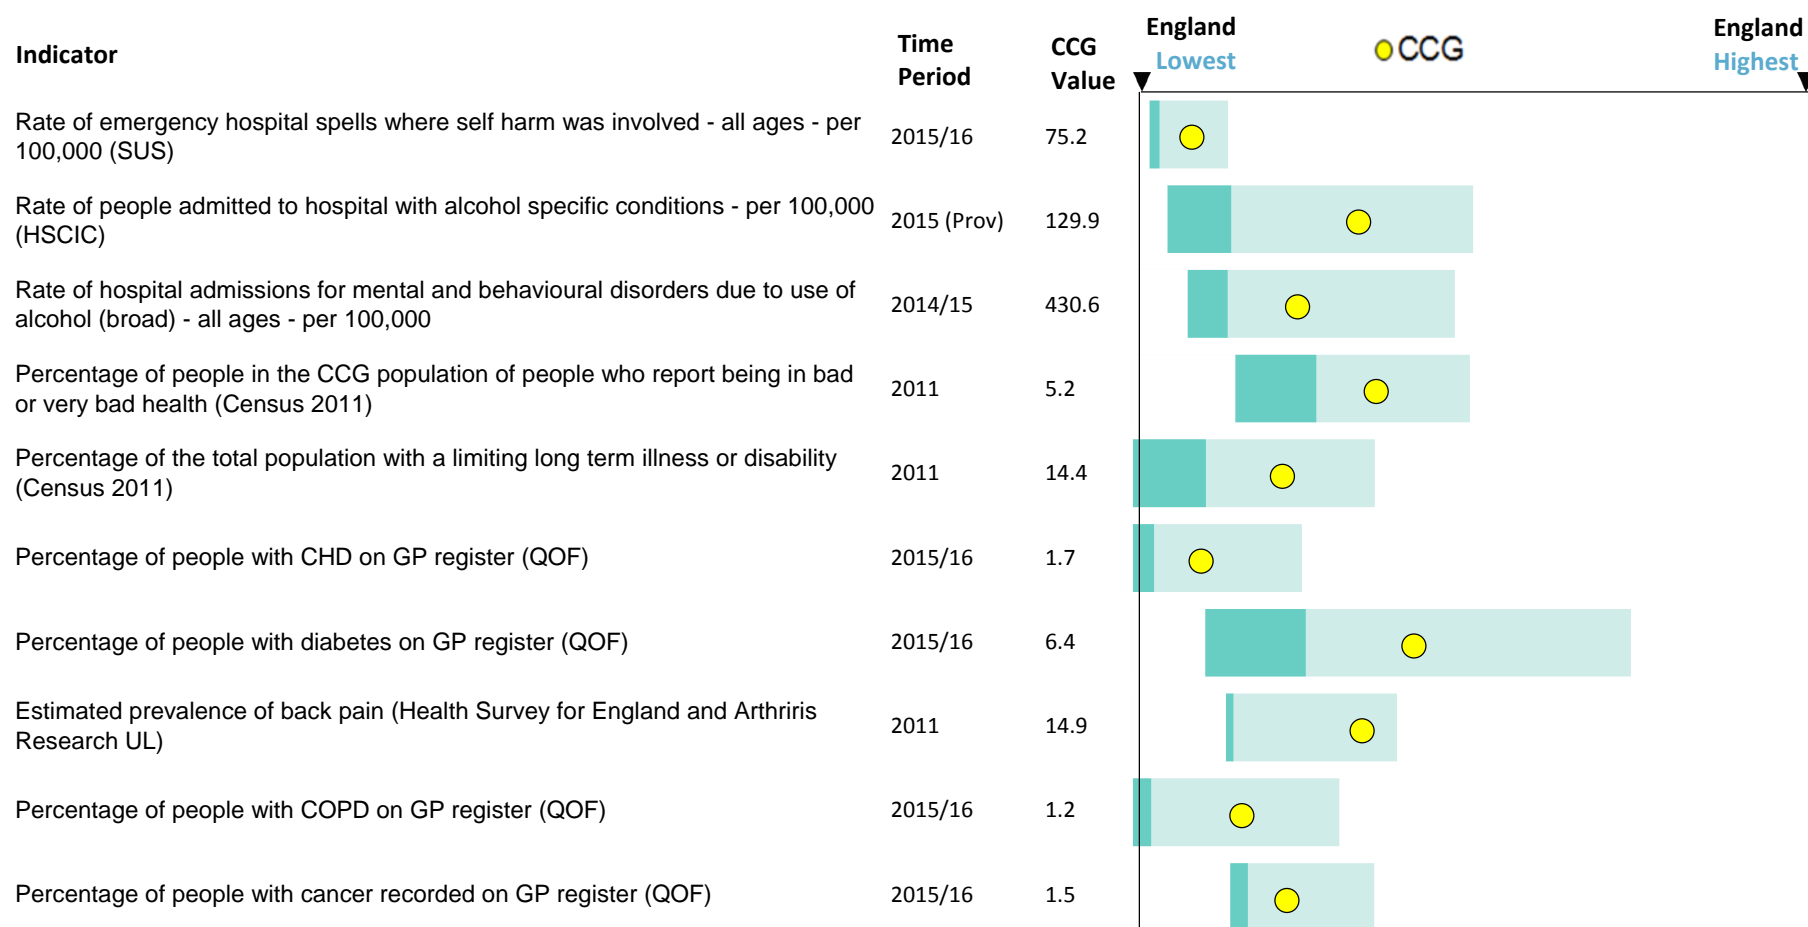 Indicator
Time
Period
CCG
Value
England
Lowest
CCG
England
Highest
Rate of emergency hospital spells where self harm was involved - all ages - per
100,000 (SUS)
2015/16
75.2
Rate of people admitted to hospital with alcohol specific conditions - per 100,000
(HSCIC)
2015 (Prov)
129.9
Rate of hospital admissions for mental and behavioural disorders due to use of
alcohol (broad) - all ages - per 100,000
2014/15
430.6
Percentage of people in the CCG population of people who report being in bad
or very bad health (Census 2011)
2011
5.2
Percentage of the total population with a limiting long term illness or disability
(Census 2011)
2011
14.4
Percentage of people with CHD on GP register (QOF)
2015/16
1.7
Percentage of people with diabetes on GP register (QOF)
2015/16
6.4
Estimated prevalence of back pain (Health Survey for England and Arthriris
Research UL)
2011
14.9
Percentage of people with COPD on GP register (QOF)
2015/16
1.2
Percentage of people with cancer recorded on GP register (QOF)
2015/16
1.5